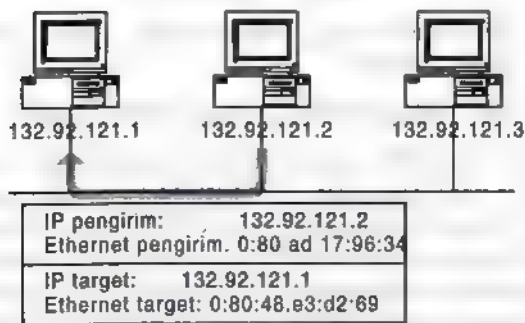 132.92.121.1 132.92.121.2 132.92.121.3
IP pengirim: 132.92.121.2
Ethernet pengirim. 0:80 ad 17:96:34
IP target: 132.92.121.1
Ethernet target: 0:80:48.e3:d2:69